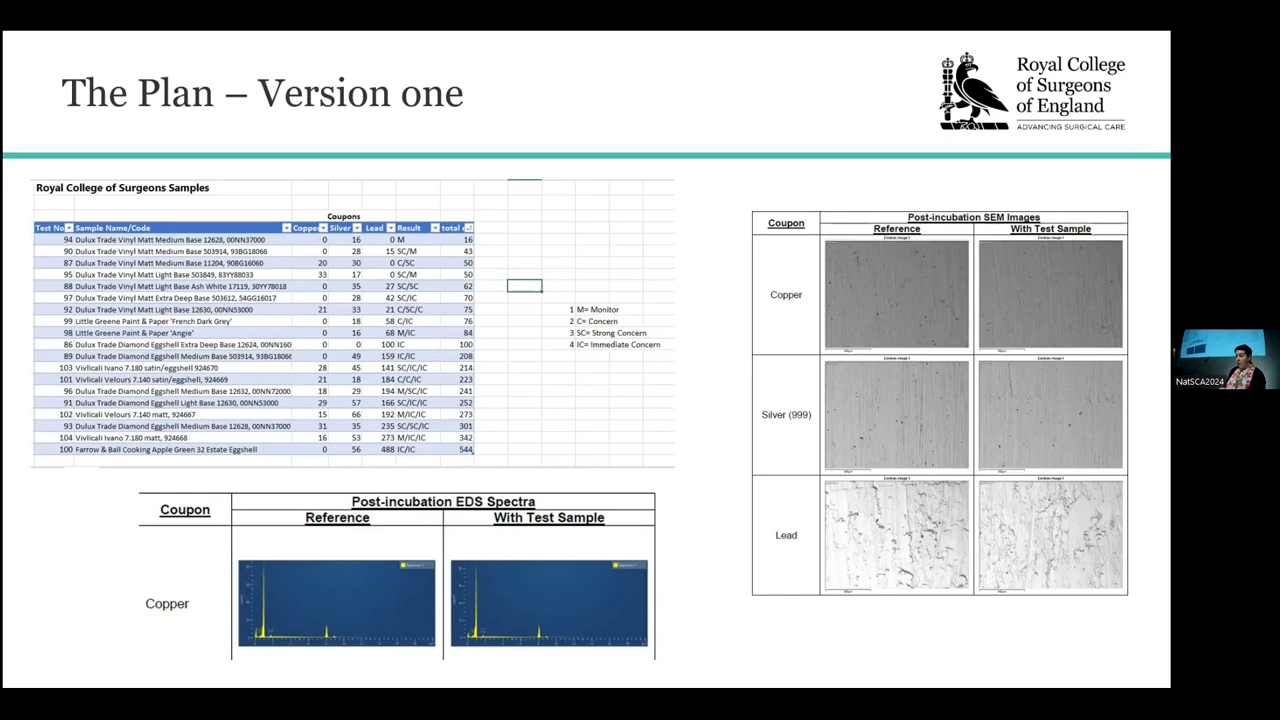 The Plan – Version one
Royal College
of Surgeons
of England
ADVANCING SURGICAL CARE
Royal College of Surgeons Samples
Coupons
Test No Sample Name/Code Copper Silver Lead Result total
94 Dulux Trade Vinyl Matt Medium Base 12628, 00NN37000 0 16 0 M 16
90 Dulux Trade Vinyl Matt Medium Base 503914, 93BG18066 0 28 15 SC/M 43
87 Dulux Trade Vinyl Matt Medium Base 11204, 90BG16060 20 30 0 C/SC 50
95 Dulux Trade Vinyl Matt Light Base 503849, 83YY88033 33 17 0 SC/M 50
88 Dulux Trade Vinyl Matt Light Base Ash White 17119, 30YY78018 0 35 27 SC/SC 62
97 Dulux Trade Vinyl Matt Extra Deep Base 503612, 54GG16017 0 28 42 SC/IC 70
92 Dulux Trade Vinyl Matt Light Base 12630, 00NN53000 21 33 21 C/SC/C 75
99 Little Greene Paint & Paper 'French Dark Grey' 0 18 58 C/IC 76
98 Little Greene Paint & Paper 'Angie' 0 16 68 M/IC 84
86 Dulux Trade Diamond Eggshell Extra Deep Base 12624, 00NN160 0 0 100 IC 100
89 Dulux Trade Diamond Eggshell Medium Base 503914, 93BG18066 0 49 159 IC/IC 208
103 Vivlicali Ivano 7.180 satin/eggshell 924670 28 45 141 SC/IC/IC 214
101 Vivlicali Velours 7.140 satin/eggshell, 924669 21 18 184 C/C/IC 223
96 Dulux Trade Diamond Eggshell Medium Base 12632, 00NN72000 18 29 194 M/SC/IC 241
91 Dulux Trade Diamond Eggshell Light Base 12630, 00NN53000 29 57 166 SC/IC/IC 252
102 Vivlicali Velours 7.140 matt, 924667 15 66 192 M/IC/IC 273
93 Dulux Trade Diamond Eggshell Medium Base 12628, 00NN37000 31 35 235 SC/SC/IC 301
104 Vivlicali Ivano 7.180 matt, 924668 16 53 273 M/IC/IC 342
100 Farrow & Ball Cooking Apple Green 32 Estate Eggshell 0 56 488 IC/IC 544
1 M= Monitor
2 C= Concern
3 SC= Strong Concern
4 IC= Immediate Concern
Coupon
Post-incubation EDS Spectra
Reference With Test Sample
Copper
Coupon
Post-incubation SEM Images
Reference With Test Sample
Copper
Silver (999)
Lead
NatSCA2024